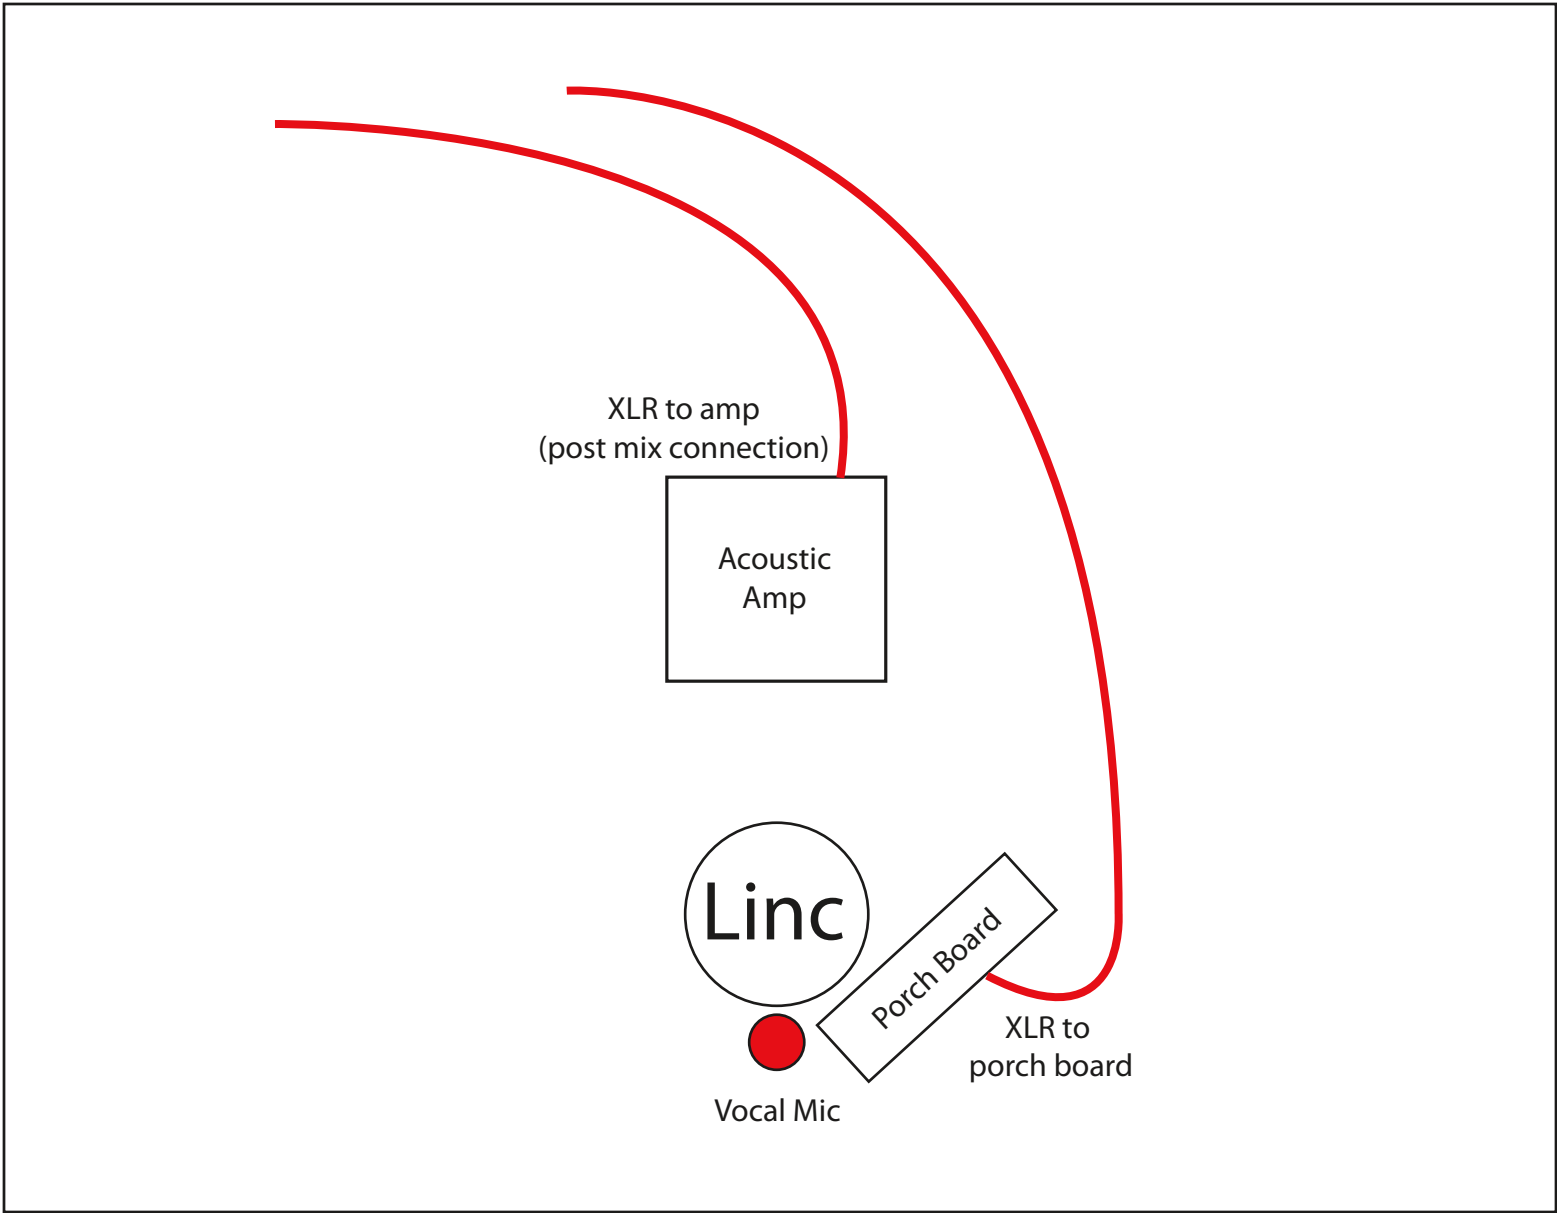 XLR to amp
(post mix connection)
Acoustic
Amp
Linc
Porch Board
XLR to
porch board
Vocal Mic